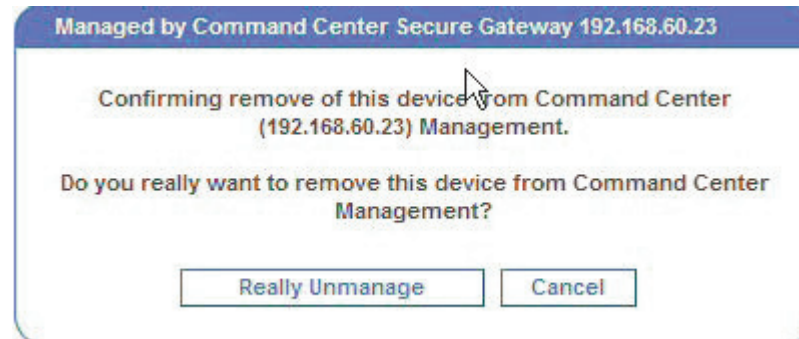 Managed by Command Center Secure Gateway 192.168.60.23
Confirming remove of this device from Command Center
(192.168.60.23) Management.
Do you really want to remove this device from Command Center
Management?
Really Unmanage
Cancel